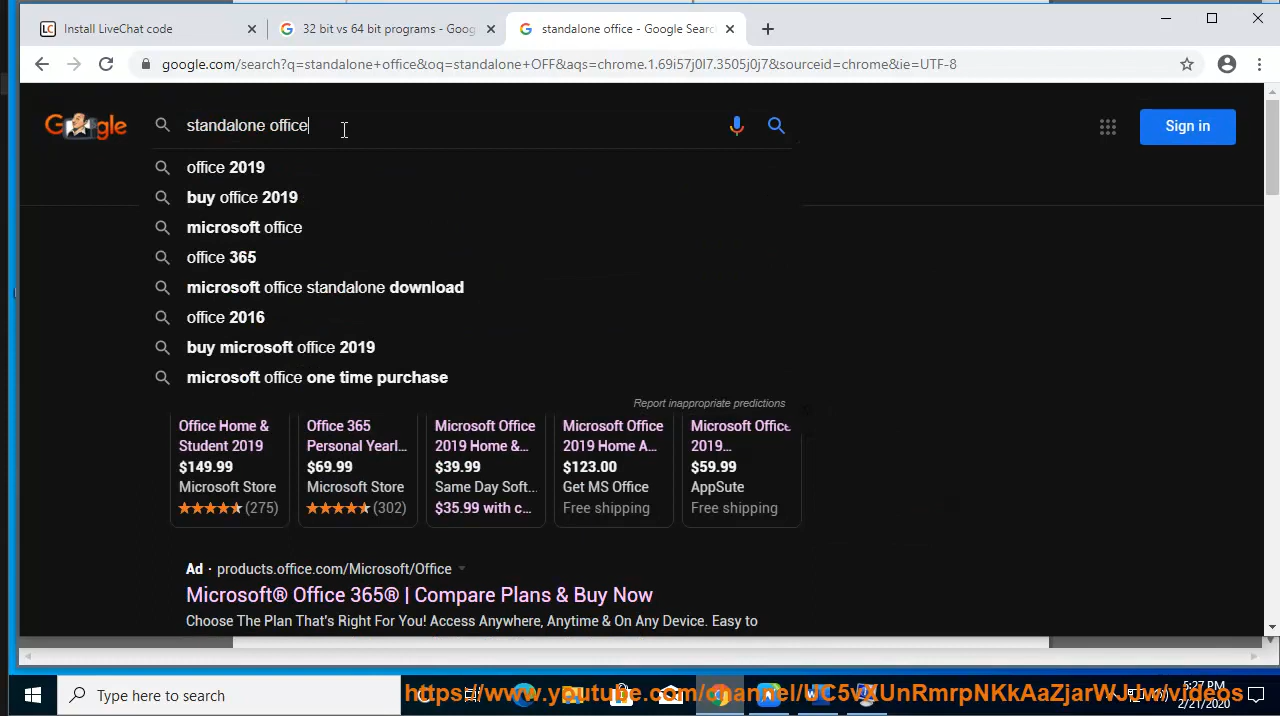 Install LiveChat code
32 bit vs 64 bit programs - Goog
standalone office - Google Searc
google.com/search?q=standalone+office&oq=standalone+OFF&aqs=chrome.1.69i57j0l7.3505j0j7&sourceid=chrome&ie=UTF-8
standalone office
Sign in
office 2019
buy office 2019
microsoft office
office 365
microsoft office standalone download
office 2016
buy microsoft office 2019
microsoft office one time purchase
Report inappropriate predictions
Office Home &
Student 2019
$149.99
Microsoft Store
(275)
Office 365
Personal Yearl...
$69.99
Microsoft Store
(302)
Microsoft Office
2019 Home &...
$39.99
Same Day Soft...
$35.99 with c...
Microsoft Office
2019 Home A...
$123.00
Get MS Office
Free shipping
Microsoft Office
2019...
$59.99
AppSute
Free shipping
Ad · products.office.com/Microsoft/Office
Microsoft® Office 365® | Compare Plans & Buy Now
Choose The Plan That's Right For You! Access Anywhere, Anytime & On Any Device. Easy to
Type here to search
5:27 PM
2/21/2020